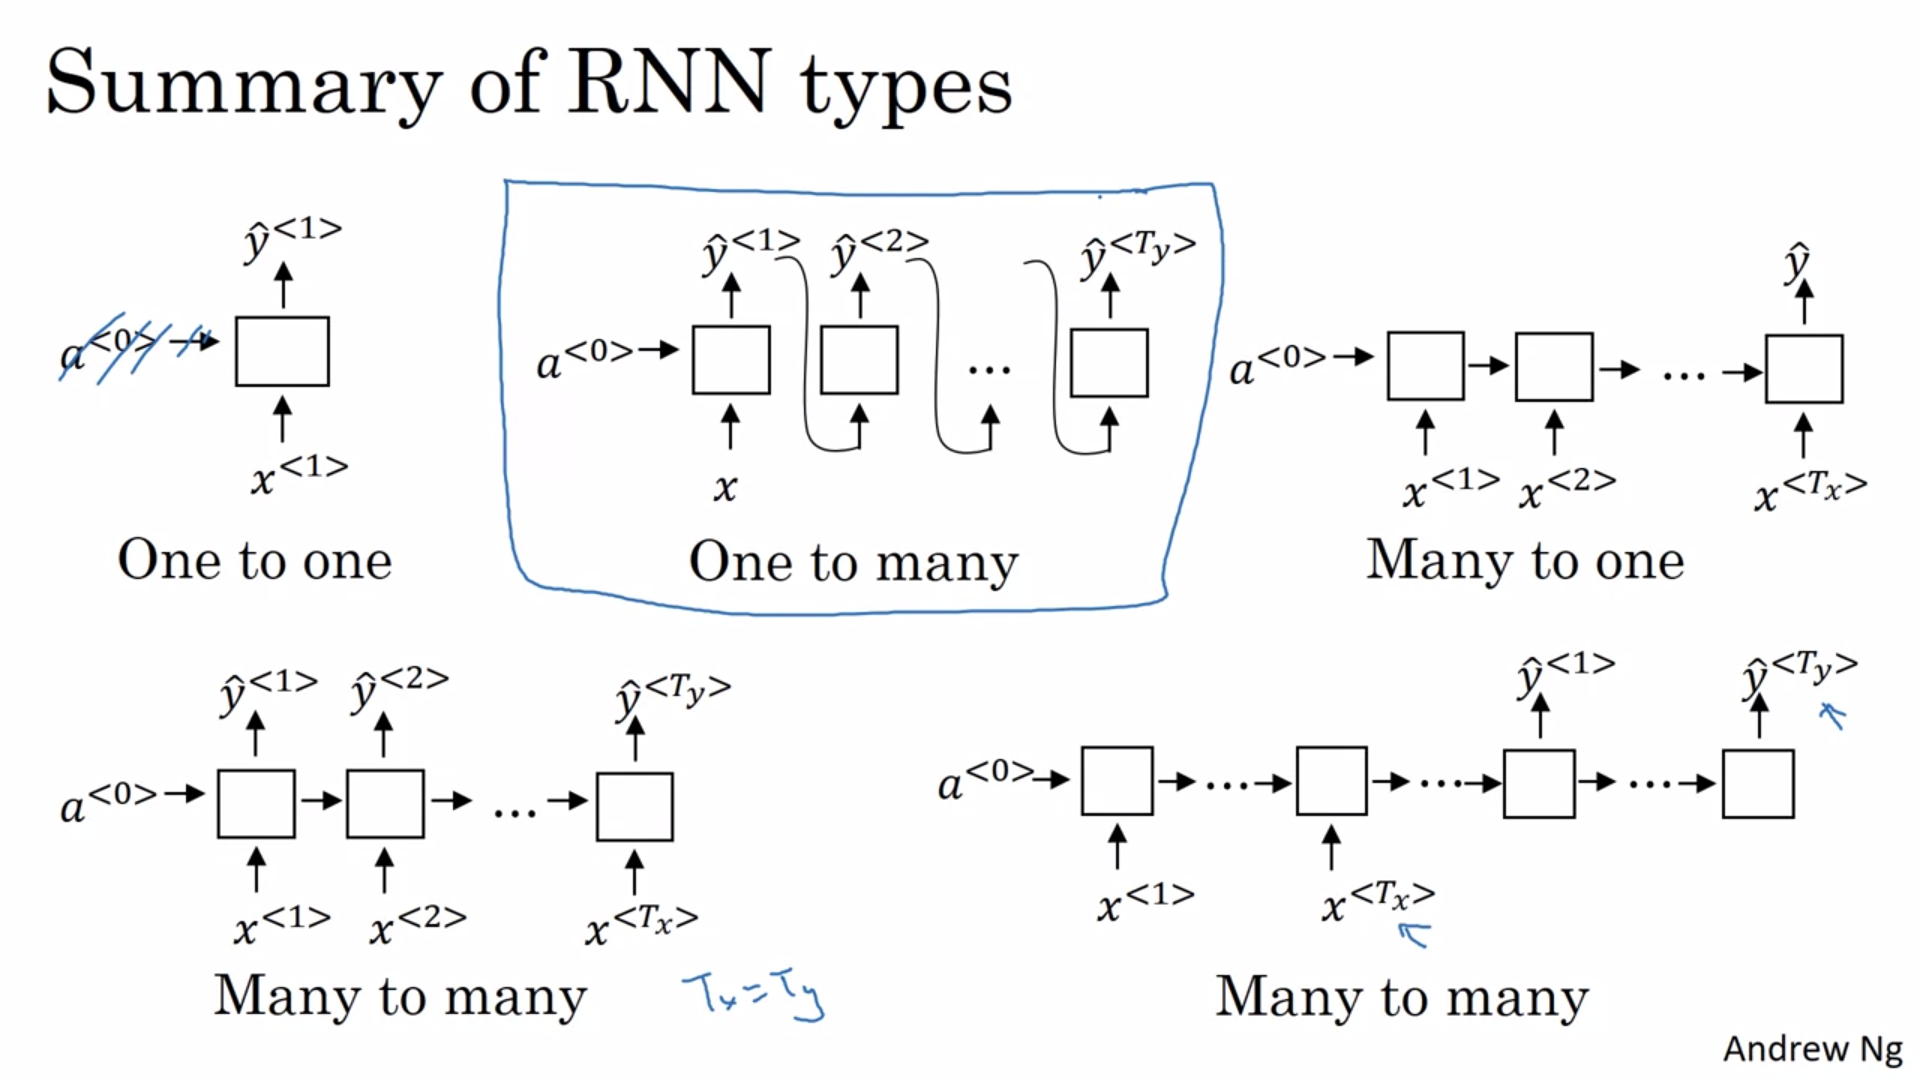 Summary of RNN types
ŷ<1>
a<0>
x<1>
One to one
ŷ<1> ŷ<2> ŷ<Ty>
a<0> ...
x
One to many
ŷ
a<0> ...
x<1> x<2> x<Tx>
Many to one
ŷ<1> ŷ<2> ŷ<Ty>
a<0> ...
x<1> x<2> x<Tx>
Many to many
Tx=Ty
ŷ<1> ŷ<Ty>
a<0> ... ... ...
x<1> x<Tx>
Many to many
Andrew Ng